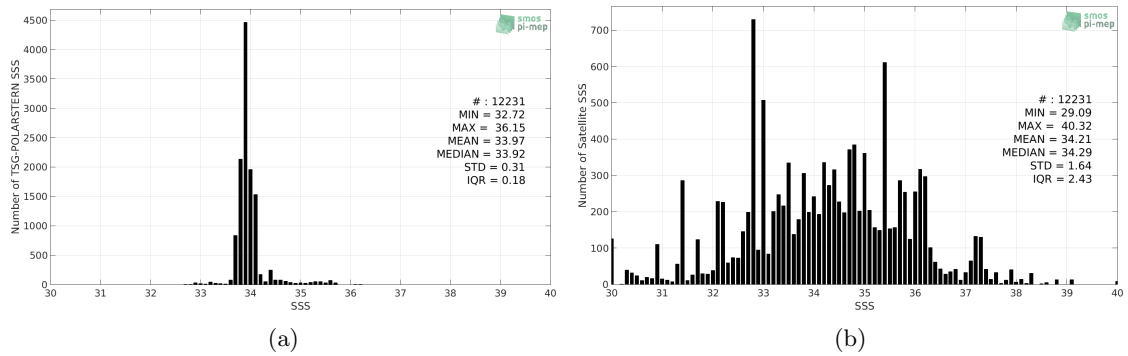 smos
pi-mep
4500
4000
3500
3000
2500
2000
1500
1000
500
0
Number of TSG-POLARSTERN SSS
# : 12231
MIN = 32.72
MAX = 36.15
MEAN = 33.97
MEDIAN = 33.92
STD = 0.31
IQR = 0.18
30 31 32 33 34 35 36 37 38 39 40
SSS
(a)
smos
pi-mep
700
600
500
400
300
200
100
0
Number of Satellite SSS
# : 12231
MIN = 29.09
MAX = 40.32
MEAN = 34.21
MEDIAN = 34.29
STD = 1.64
IQR = 2.43
30 31 32 33 34 35 36 37 38 39 40
SSS
(b)